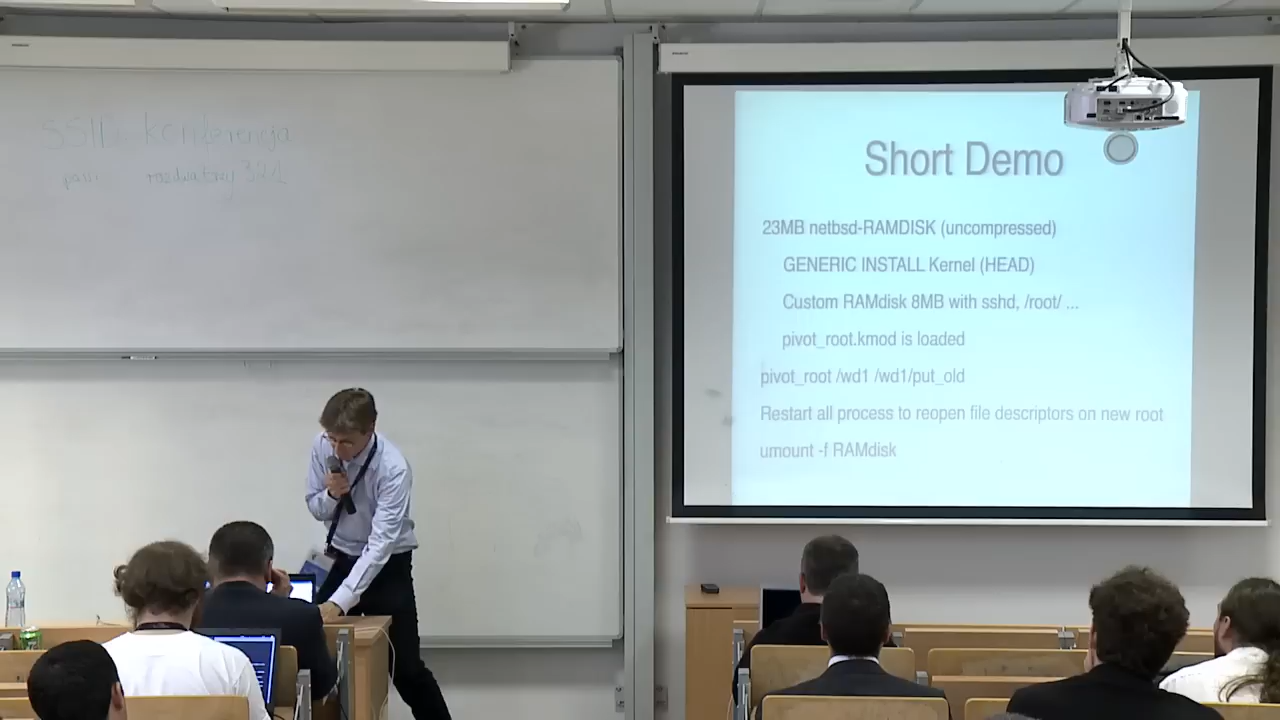 konferencja
Short Demo
23MB netbsd-RAMDISK (uncompressed)
GENERIC INSTALL Kernel (HEAD)
Custom RAMdisk 8MB with sshd, /root/ ...
pivot_root.kmod is loaded
pivot_root /wd1 /wd1/put_old
Restart all process to reopen file descriptors on new root
umount -f RAMdisk